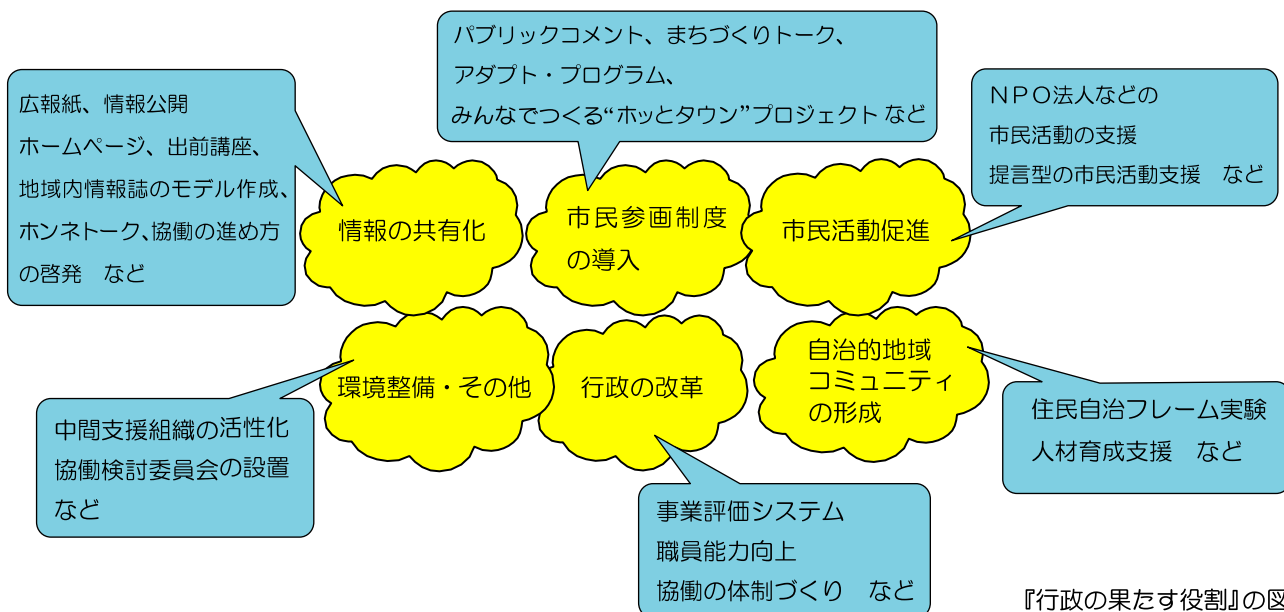 パブリックコメント、まちづくりトーク、
アダプト・プログラム、
みんなでつくる“ホッとタウン”プロジェクト など
広報紙、情報公開
ホームページ、出前講座、
地域内情報誌のモデル作成、
ホンネトーク、協働の進め方
の啓発　など
ＮＰＯ法人などの
市民活動の支援
提言型の市民活動支援　など
情報の共有化
市民参画制度
の導入
市民活動促進
環境整備・その他
行政の改革
自治的地域
コミュニティ
の形成
中間支援組織の活性化
協働検討委員会の設置
など
住民自治フレーム実験
人材育成支援　など
事業評価システム
職員能力向上
協働の体制づくり　など
『行政の果たす役割』の図